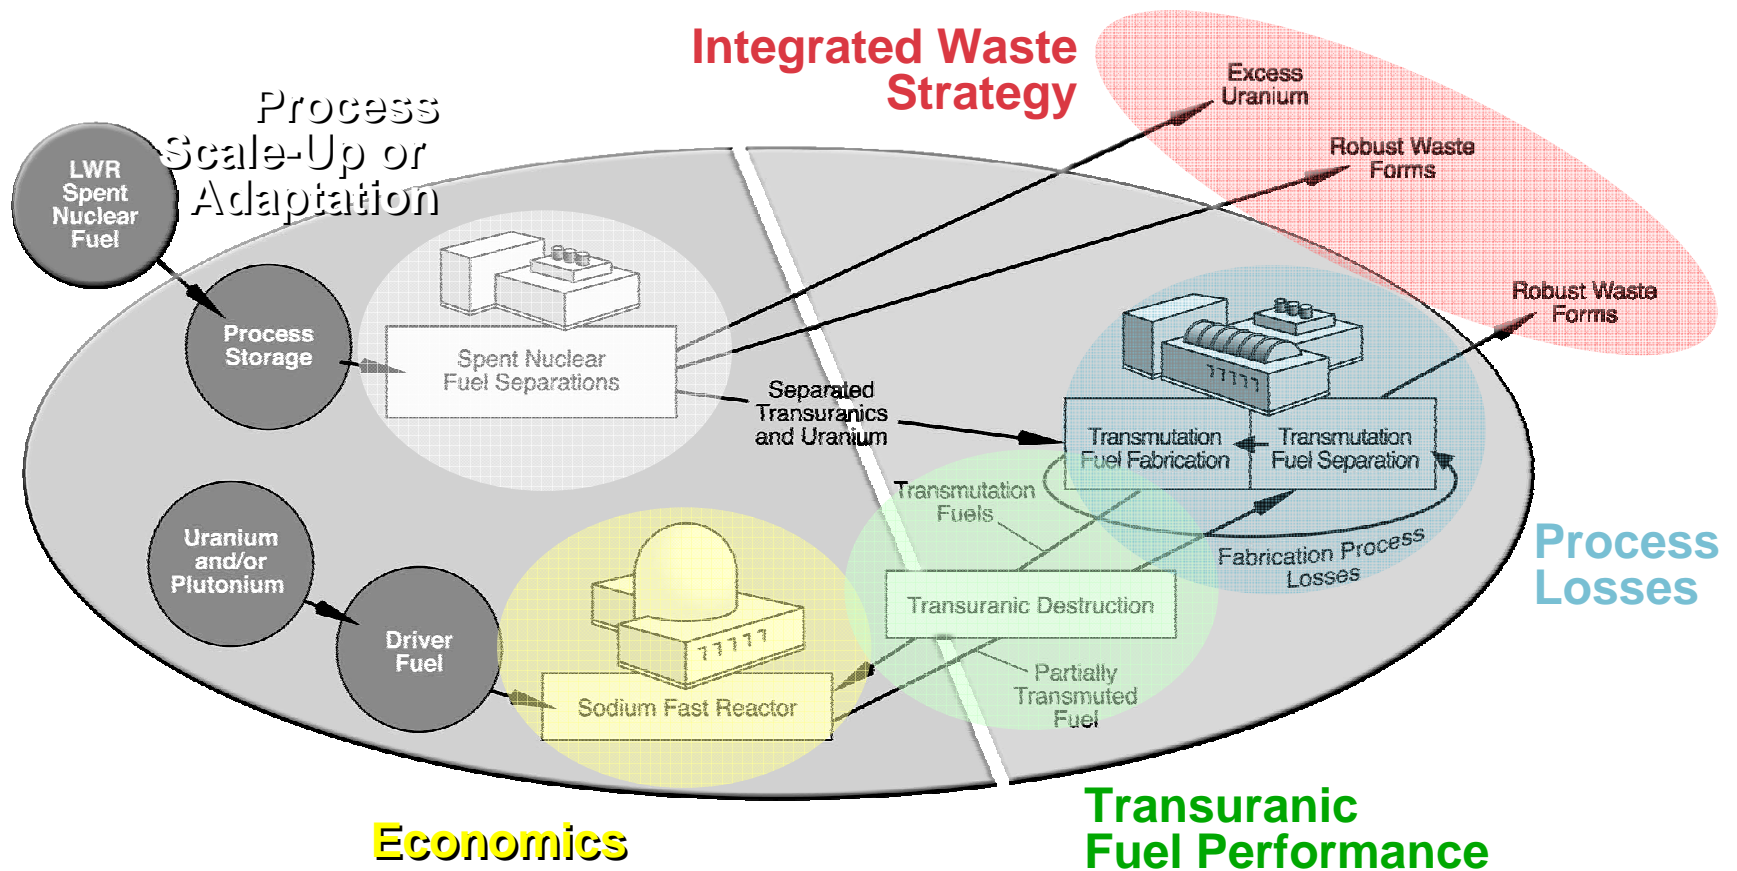 Integrated Waste
Strategy
Process
Scale-Up or
Adaptation
LWR
Spent
Nuclear
Fuel
Process
Storage
Spent Nuclear
Fuel Separations
Excess
Uranium
Robust Waste
Forms
Robust Waste
Forms
Separated
Transuranics
and Uranium
Transmutation
Fuel Fabrication
Transmutation
Fuel Separation
Transmutation
Fuels
Fabrication Process
Losses
Process
Losses
Uranium
and/or
Plutonium
Driver
Fuel
Sodium Fast Reactor
Transuranic Destruction
Partially
Transmuted
Fuel
Economics
Transuranic
Fuel Performance